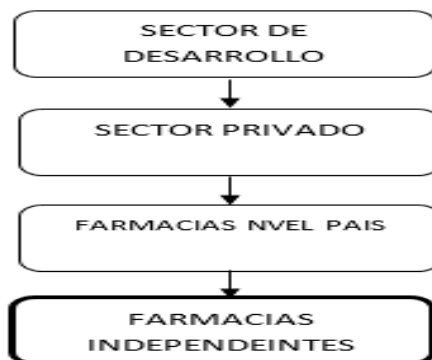 SECTOR DE
DESARROLLO
SECTOR PRIVADO
FARMACIAS NVEL PAIS
FARMACIAS
INDEPENDEINTES